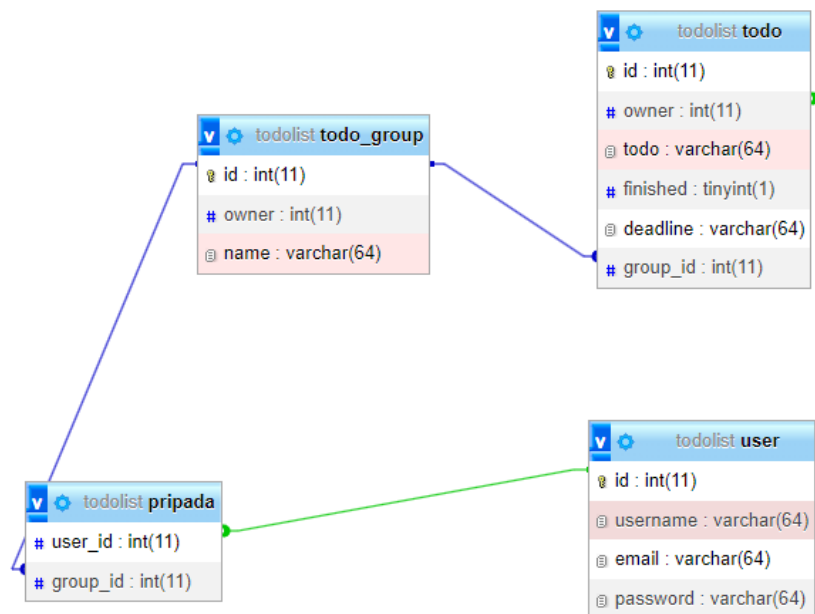 v todolist todo
id : int(11)
# owner : int(11)
todo : varchar(64)
# finished : tinyint(1)
deadline : varchar(64)
# group_id : int(11)
v todolist todo_group
id : int(11)
# owner : int(11)
name : varchar(64)
v todolist pripada
# user_id : int(11)
# group_id : int(11)
v todolist user
id : int(11)
username : varchar(64)
email : varchar(64)
password : varchar(64)